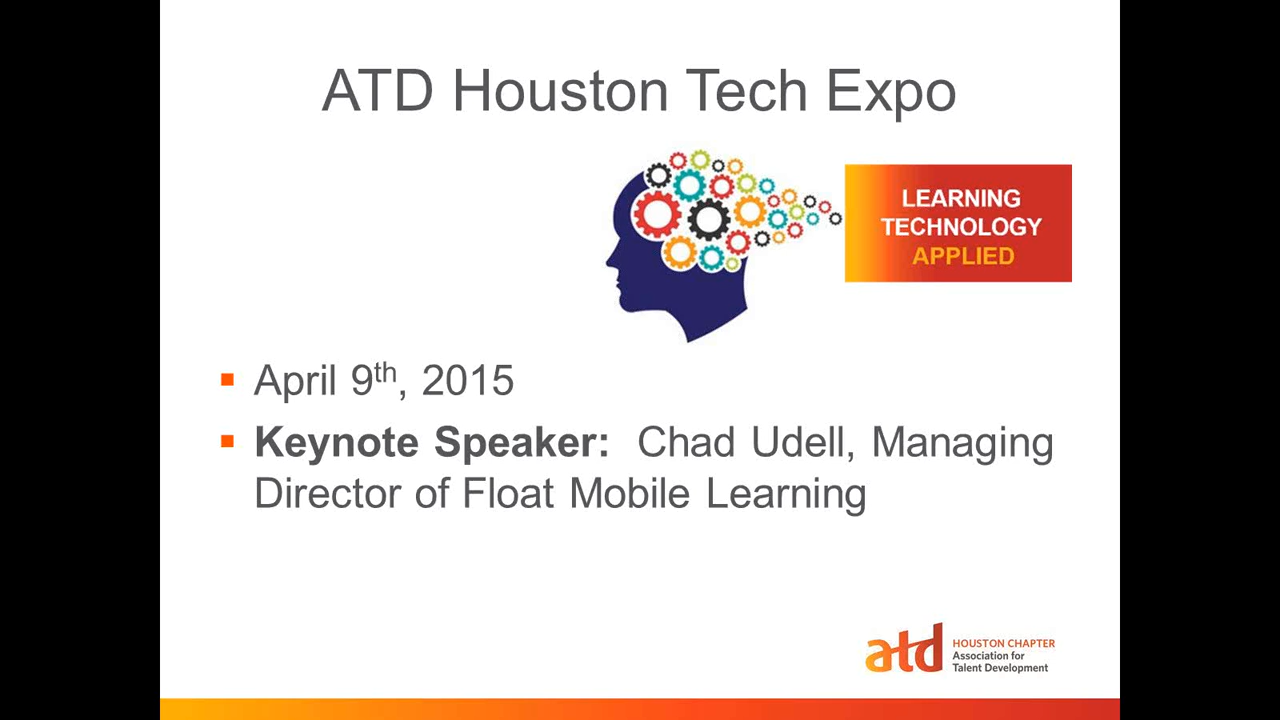 ATD Houston Tech Expo
LEARNING
TECHNOLOGY
APPLIED
▪ April 9th, 2015
▪ Keynote Speaker: Chad Udell, Managing
Director of Float Mobile Learning
atd
HOUSTON CHAPTER
Association for
Talent Development